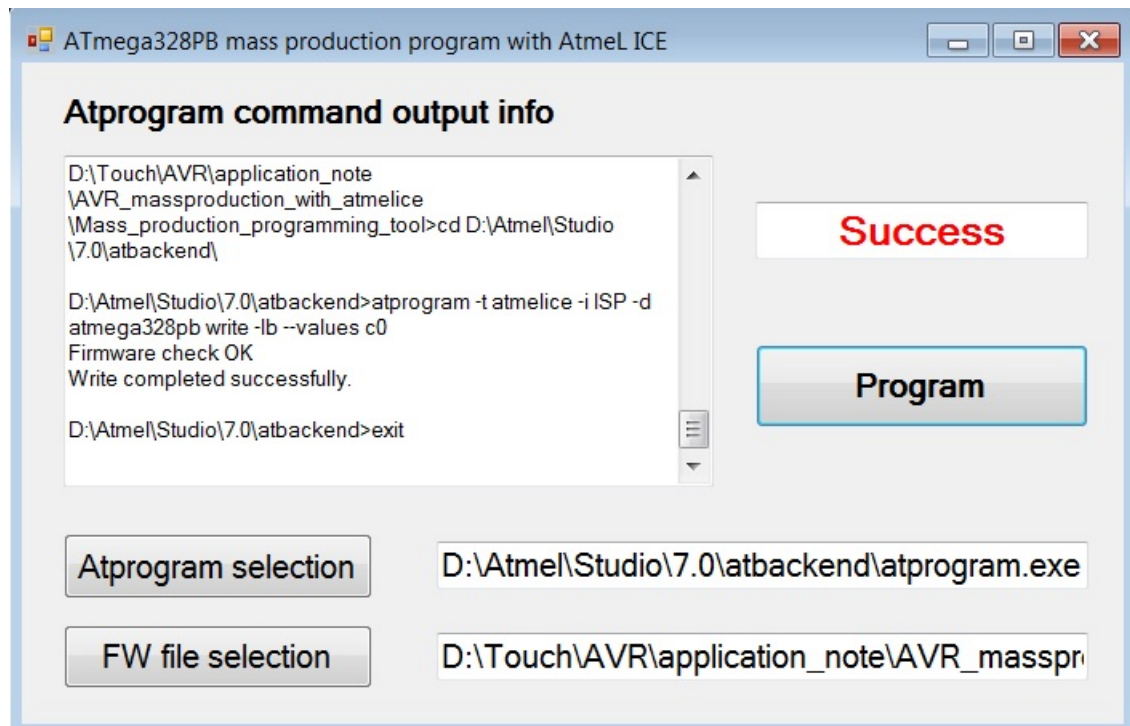 ATmega328PB mass production program with AtmeL ICE
Atprogram command output info
D:\Touch\AVR\application_note
\AVR_massproduction_with_atmelice
\Mass_production_programming_tool>cd D:\Atmel\Studio
\7.0\atbackend\
D:\Atmel\Studio\7.0\atbackend>atprogram -t atmelice -i ISP -d
atmega328pb write -lb --values c0
Firmware check OK
Write completed successfully.
D:\Atmel\Studio\7.0\atbackend>exit
Success
Program
Atprogram selection
D:\Atmel\Studio\7.0\atbackend\atprogram.exe
FW file selection
D:\Touch\AVR\application_note\AVR_masspr